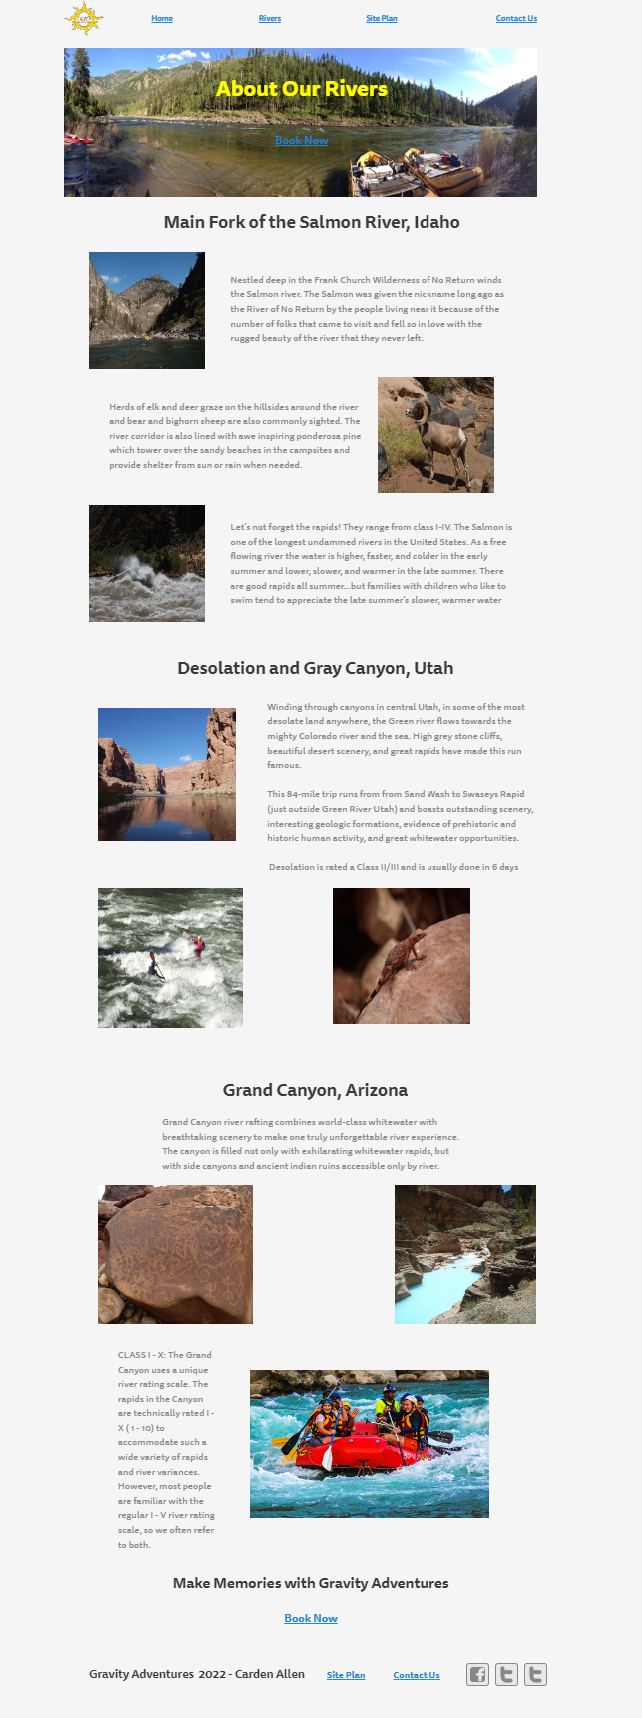 Home Rivers Site Plan Contact Us
About Our Rivers
Book Now
Main Fork of the Salmon River, Idaho
Nestled deep in the Frank Church Wilderness of No Return winds
the Salmon river. The Salmon was given the nickname long ago as
the River of No Return by the people living near it because of the
number of folks that came to visit and fell so in love with the
rugged beauty of the river that they never left.
Herds of elk and deer graze on the hillsides around the river
and bear and bighorn sheep are also commonly sighted. The
river corridor is also lined with awe inspiring ponderosa pine
which tower over the sandy beaches in the campsites and
provide shelter from sun or rain when needed.
Let's not forget the rapids! They range from class I-IV. The Salmon is
one of the longest undammed rivers in the United States. As a free
flowing river the water is higher, faster, and colder in the early
summer and lower, slower, and warmer in the late summer. There
are good rapids all summer...but families with children who like to
swim tend to appreciate the late summer's slower, warmer water
Desolation and Gray Canyon, Utah
Winding through canyons in central Utah, in some of the most
desolate land anywhere, the Green river flows towards the
mighty Colorado river and the sea. High grey stone cliffs,
beautiful desert scenery, and great rapids have made this run
famous.
This 84-mile trip runs from from Sand Wash to Swaseys Rapid
(just outside Green River Utah) and boasts outstanding scenery,
interesting geologic formations, evidence of prehistoric and
historic human activity, and great whitewater opportunities.
Desolation is rated a Class II/III and is usually done in 6 days
Grand Canyon, Arizona
Grand Canyon river rafting combines world-class whitewater with
breathtaking scenery to make one truly unforgettable river experience.
The canyon is filled not only with exhilarating whitewater rapids, but
with side canyons and ancient indian ruins accessible only by river.
CLASS I - X: The Grand
Canyon uses a unique
river rating scale. The
rapids in the Canyon
are technically rated I -
X ( 1 - 10) to
accommodate such a
wide variety of rapids
and river variances.
However, most people
are familiar with the
regular I - V river rating
scale, so we often refer
to both.
Make Memories with Gravity Adventures
Book Now
Gravity Adventures 2022 - Carden Allen Site Plan Contact Us